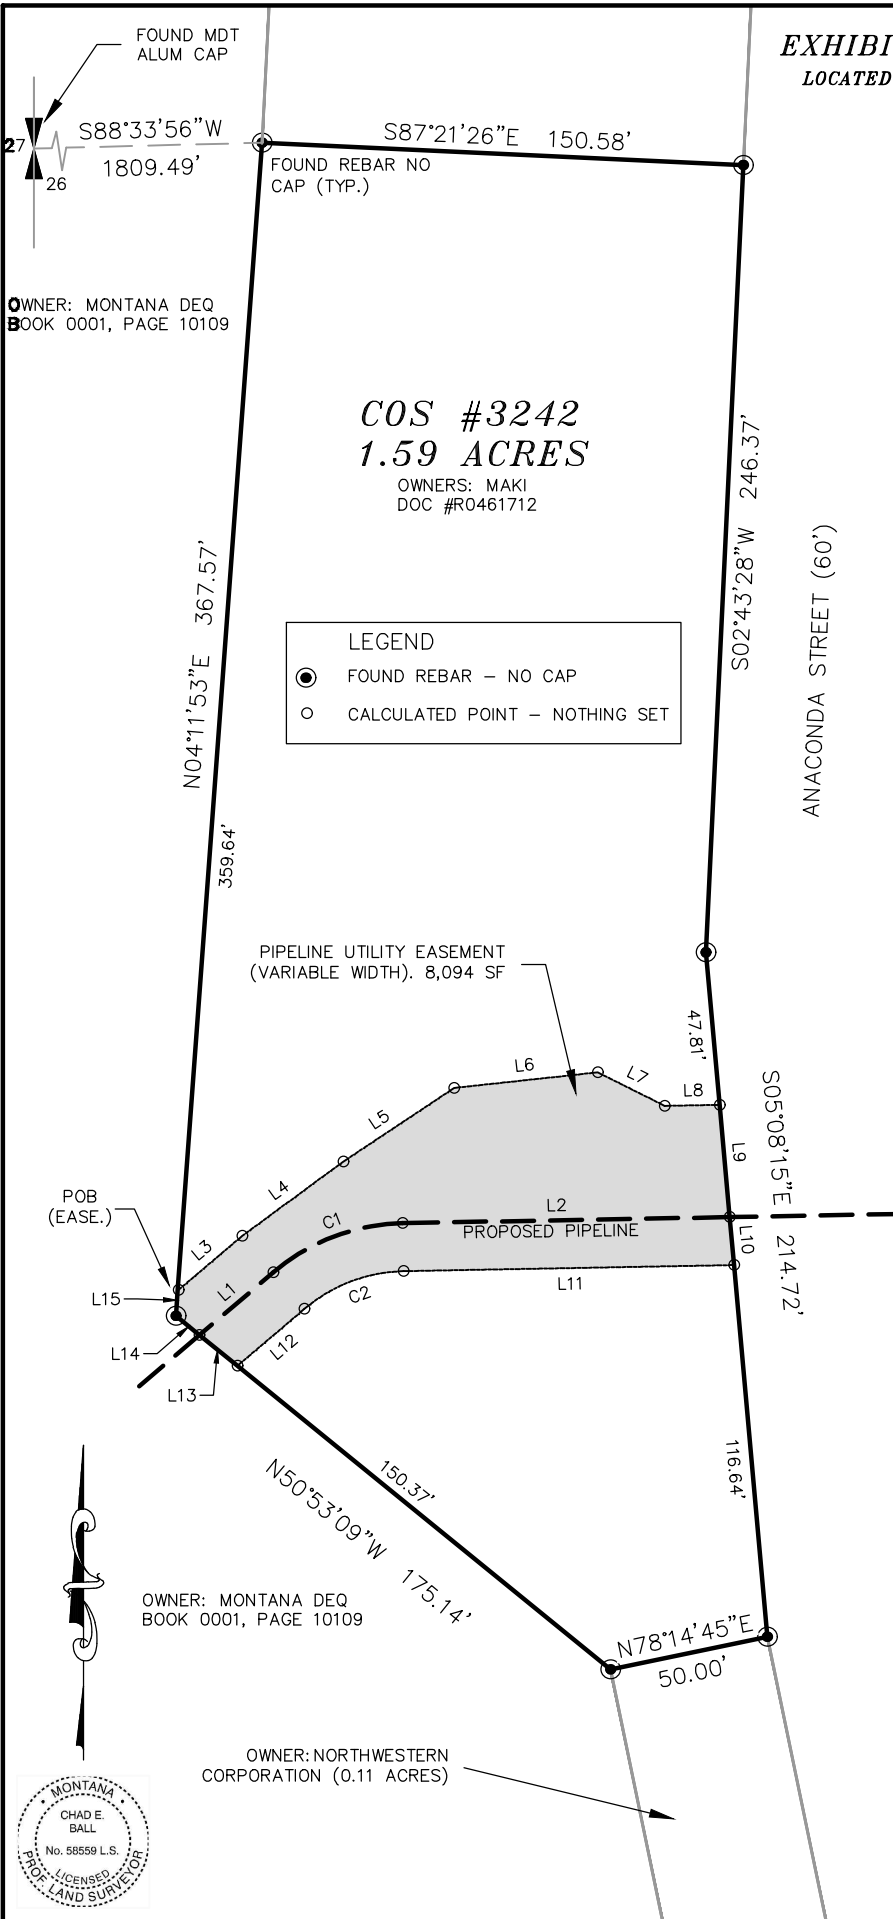 FOUND MDT
ALUM CAP
EXHIBI
LOCATED
S88°33'56"W
1809.49'
27
26
S87°21'26"E 150.58'
FOUND REBAR NO
CAP (TYP.)
OWNER: MONTANA DEQ
BOOK 0001, PAGE 10109
COS #3242
1.59 ACRES
OWNERS: MAKI
DOC #R0461712
S02°43'28"W 246.37'
ANACONDA STREET (60')
N04°11'53"E 367.57'
LEGEND
FOUND REBAR – NO CAP
CALCULATED POINT – NOTHING SET
359.64'
PIPELINE UTILITY EASEMENT
(VARIABLE WIDTH). 8,094 SF
47.81'
L6
L7
L8
L5
L9
S05°08'15"E 214.72'
L4
POB
(EASE.)
C1
L2
PROPOSED PIPELINE
L10
L3
L1
L15
C2
L11
L14
L12
L13
116.64'
150.37'
N50°53'09"W 175.14'
OWNER: MONTANA DEQ
BOOK 0001, PAGE 10109
N78°14'45"E
50.00'
OWNER: NORTHWESTERN
CORPORATION (0.11 ACRES)
MONTANA
CHAD E.
BALL
No. 58559 L.S.
LICENSED
PROF. LAND SURVEYOR